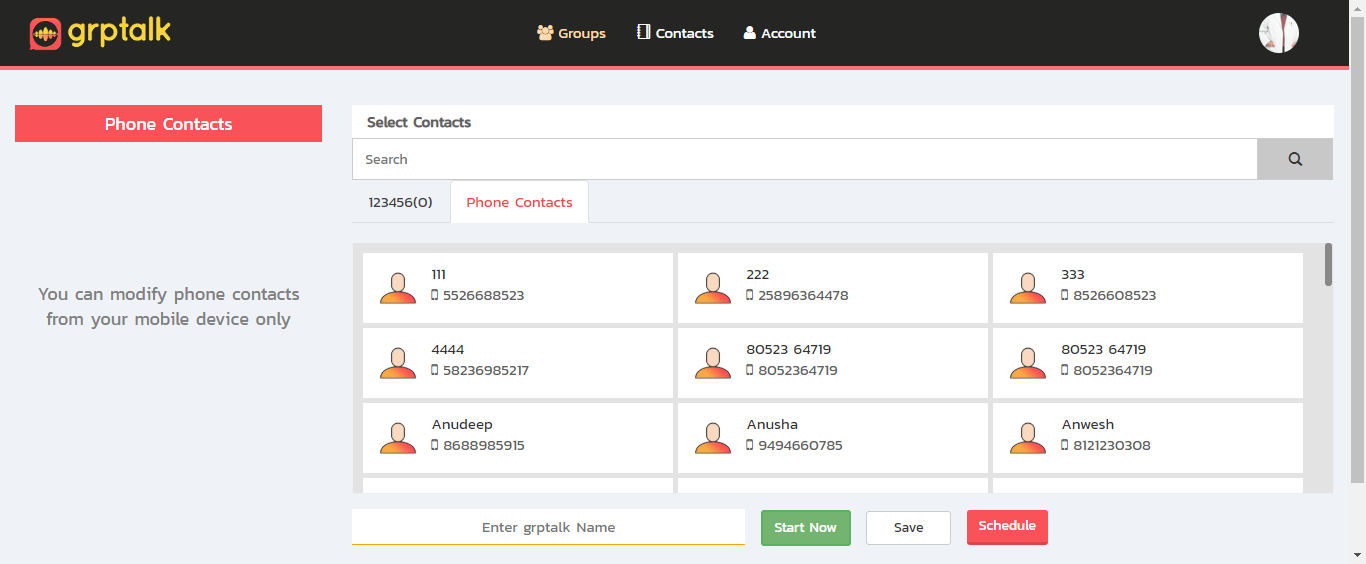 grptalk
Groups
Contacts
Account
Phone Contacts
You can modify phone contacts
from your mobile device only
Select Contacts
Search
123456(0)
Phone Contacts
111
5526688523
222
25896364478
333
8526608523
4444
58236985217
80523 64719
8052364719
80523 64719
8052364719
Anudeep
8688985915
Anusha
9494660785
Anwesh
8121230308
Enter grptalk Name
Start Now
Save
Schedule